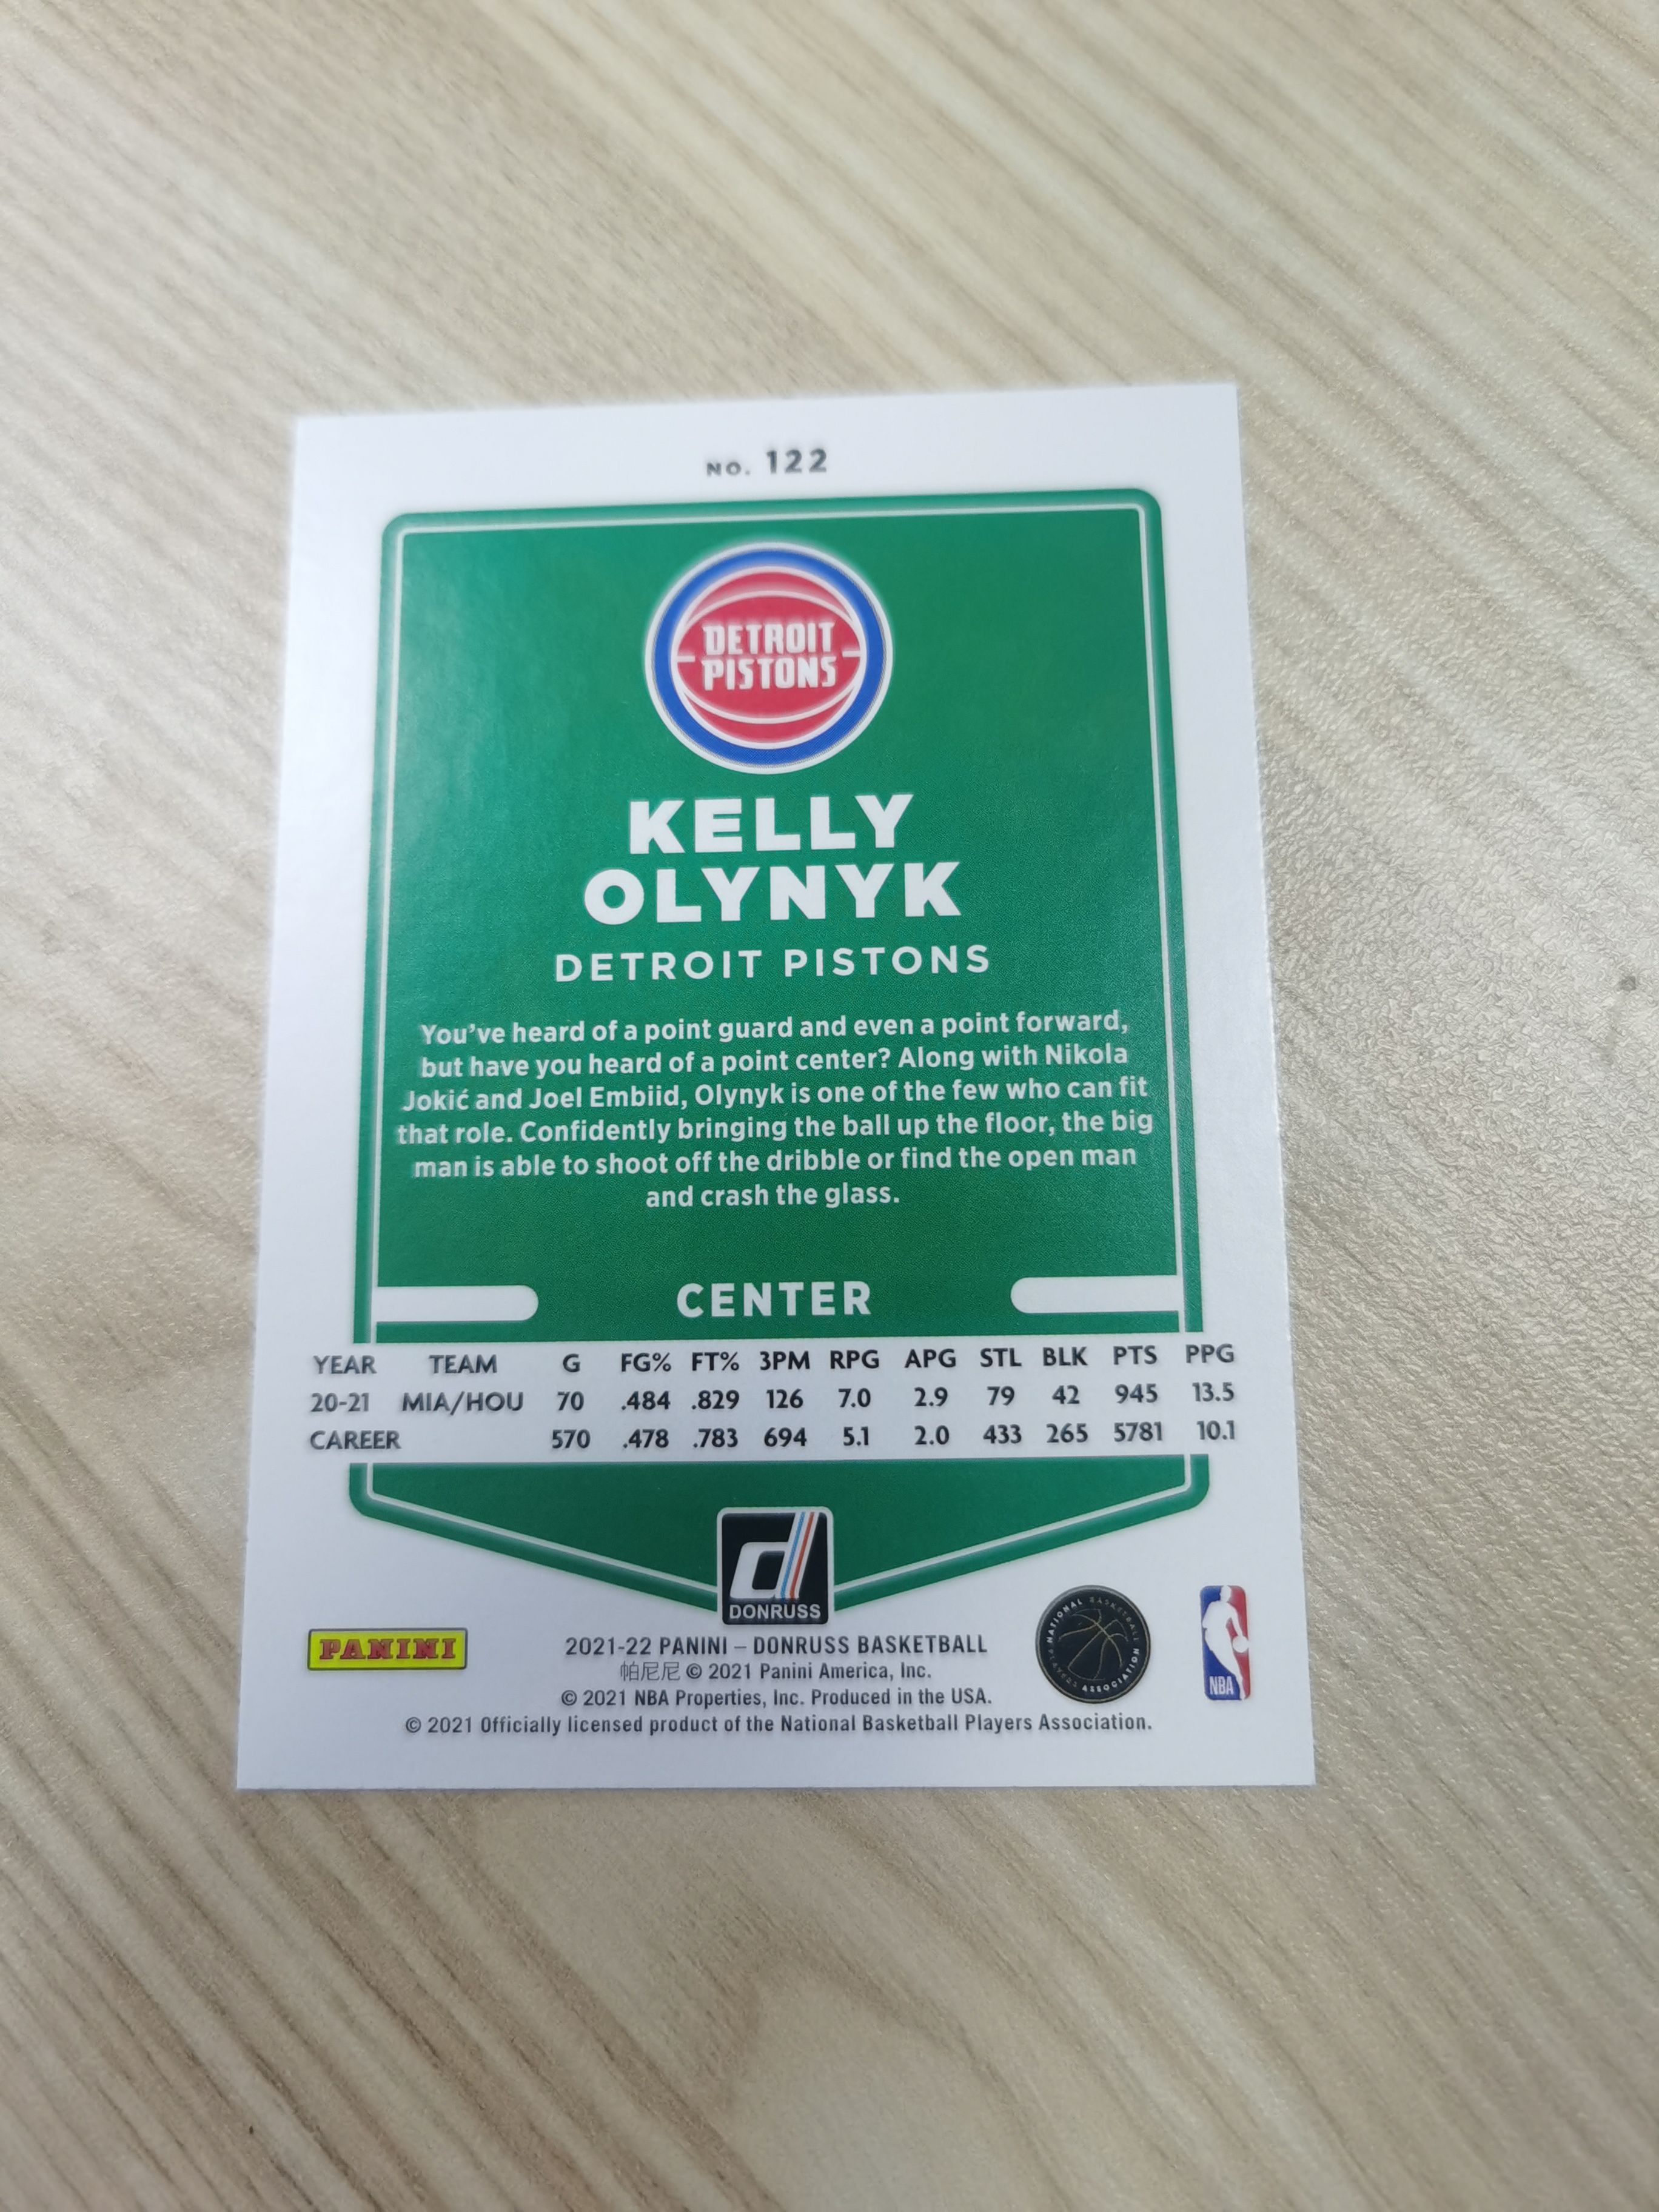 NO. 122
DETROIT
PISTONS
KELLY
OLYNYK
DETROIT PISTONS
You've heard of a point guard and even a point forward,
but have you heard of a point center? Along with Nikola
Jokić and Joel Embiid, Olynyk is one of the few who can fit
that role. Confidently bringing the ball up the floor, the big
man is able to shoot off the dribble or find the open man
and crash the glass.
CENTER
YEAR TEAM G FG% FT% 3PM RPG APG STL BLK PTS PPG
20-21 MIA/HOU 70 .484 .829 126 7.0 2.9 79 42 945 13.5
CAREER 570 .478 .783 694 5.1 2.0 433 265 5781 10.1
d
DONRUSS
PANINI
2021-22 PANINI – DONRUSS BASKETBALL
帕尼尼 © 2021 Panini America, Inc.
© 2021 NBA Properties, Inc. Produced in the USA.
© 2021 Officially licensed product of the National Basketball Players Association.
NATIONAL BASKETBALL
PLAYERS ASSOCIATION
NBA